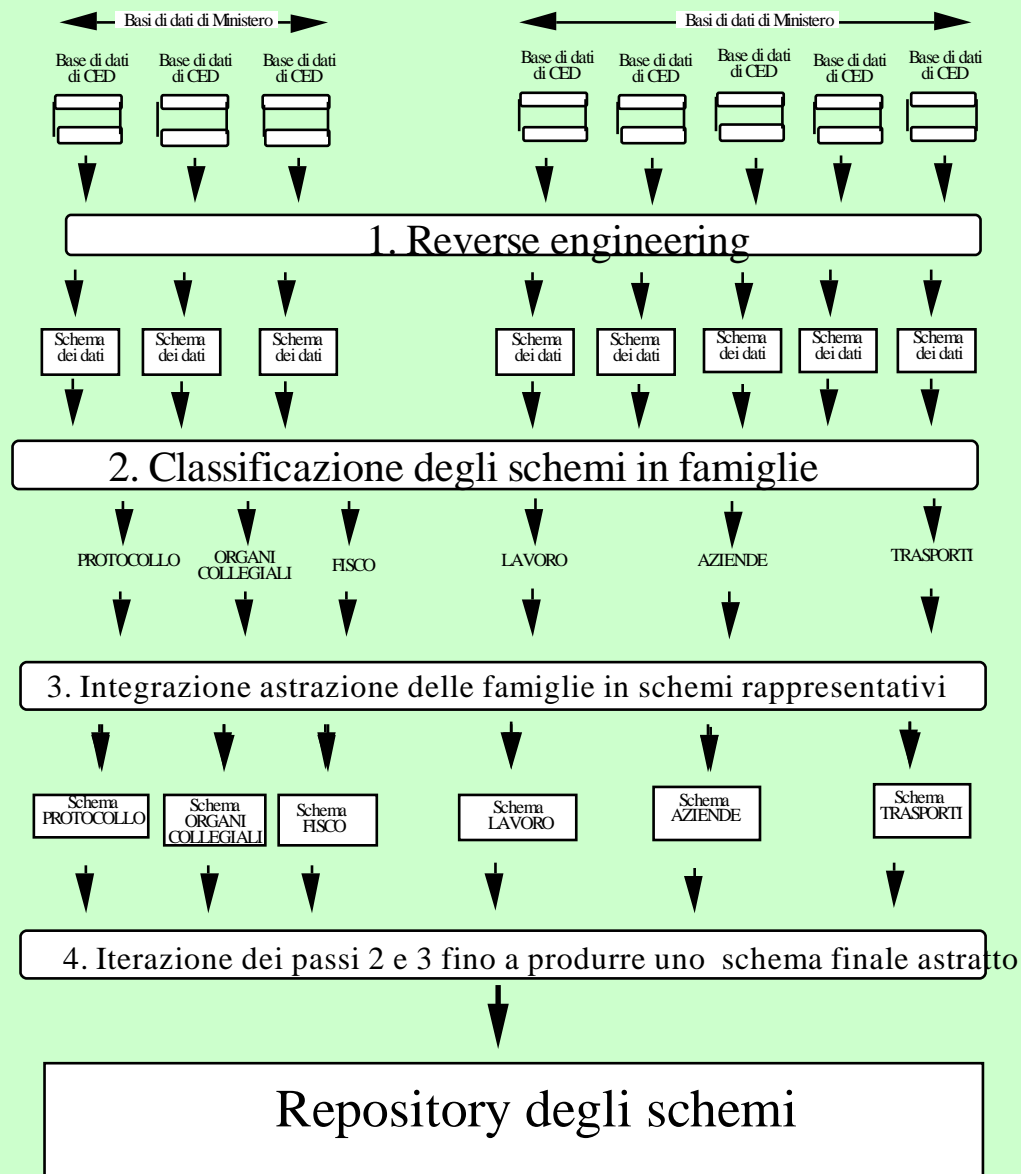 Basi di dati di Ministero
Basi di dati di Ministero
Base di dati
di CED
Base di dati
di CED
Base di dati
di CED
Base di dati
di CED
Base di dati
di CED
Base di dati
di CED
Base di dati
di CED
Base di dati
di CED
1. Reverse engineering
Schema
dei dati
Schema
dei dati
Schema
dei dati
Schema
dei dati
Schema
dei dati
Schema
dei dati
Schema
dei dati
Schema
dei dati
2. Classificazione degli schemi in famiglie
PROTOCOLLO
ORGANI
COLLEGIALI
FISCO
LAVORO
AZIENDE
TRASPORTI
3. Integrazione astrazione delle famiglie in schemi rappresentativi
Schema
PROTOCOLLO
Schema
ORGANI
COLLEGIALI
Schema
FISCO
Schema
LAVORO
Schema
AZIENDE
Schema
TRASPORTI
4. Iterazione dei passi 2 e 3 fino a produrre uno schema finale astratto
Repository degli schemi